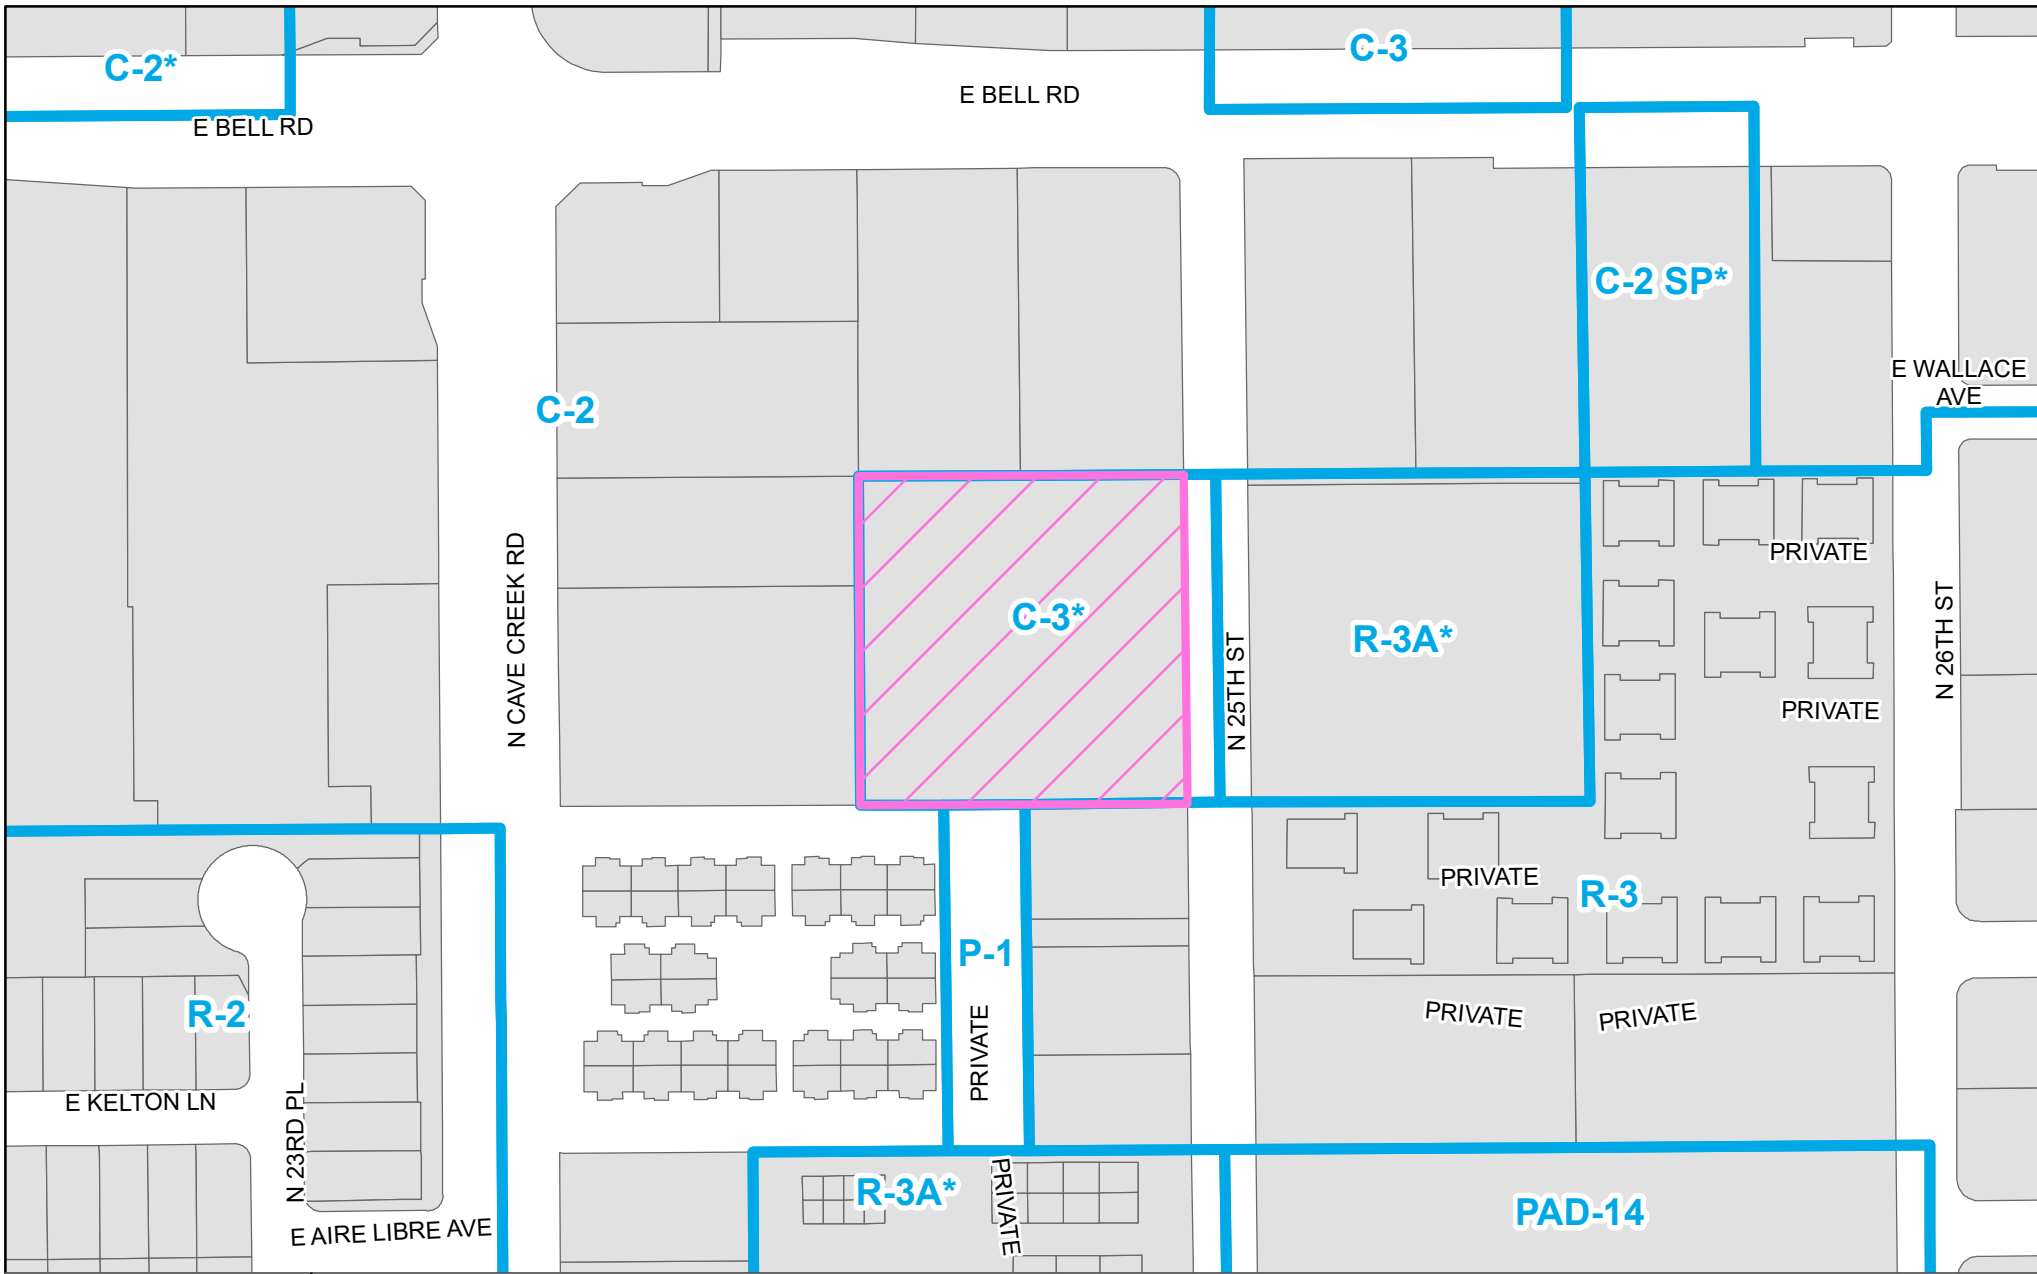 C-3
C-2*
E BELL RD
E BELL RD
C-2 SP*
E WALLACE
AVE
C-2
PRIVATE
N CAVE CREEK RD
C-3*
N 25TH ST
R-3A*
N 26TH ST
PRIVATE
PRIVATE
R-3
P-1
R-2
PRIVATE
PRIVATE
PRIVATE
E KELTON LN
N 23RD PL
R-3A*
PRIVATE
PAD-14
E AIRE LIBRE AVE